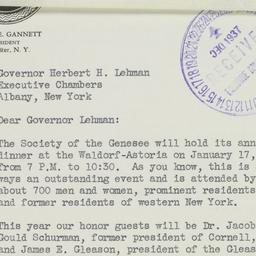 E. GANNETT
RESIDENT
ter, N. Y.
1937
Governor Herbert H. Lehman
Executive Chambers
Albany, New York
Dear Governor Lehman:
The Society of the Genesee will hold its ann
dinner at the Waldorf-Astoria on January 17,
from 7 P.M. to 10:30. As you know, this is
ways an outstanding event and is attended by
about 700 men and women, prominent residents
and former residents of western New York.
This year our honor guests will be Dr. Jacob
Gould Schurman, former president of Cornell,
and James E. Gleason, president of the Gleas